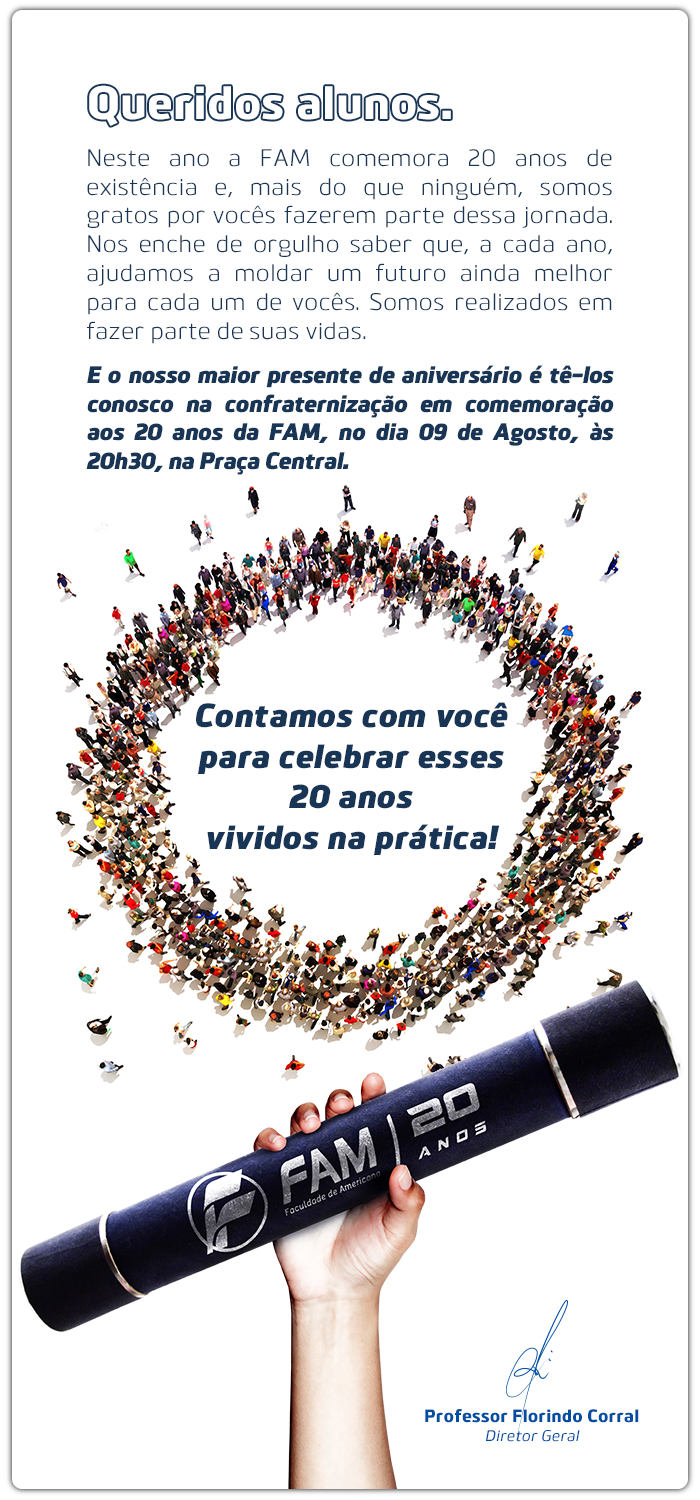 Queridos alunos.
Neste ano a FAM comemora 20 anos de
existência e, mais do que ninguém, somos
gratos por vocês fazerem parte dessa jornada.
Nos enche de orgulho saber que, a cada ano,
ajudamos a moldar um futuro ainda melhor
para cada um de vocês. Somos realizados em
fazer parte de suas vidas.
E o nosso maior presente de aniversário é tê-los
conosco na confraternização em comemoração
aos 20 anos da FAM, no dia 09 de Agosto, às
20h30, na Praça Central.
Contamos com você
para celebrar esses
20 anos
vividos na prática!
FAM
Faculdade de Americana
20
ANOS
Professor Florindo Corral
Diretor Geral